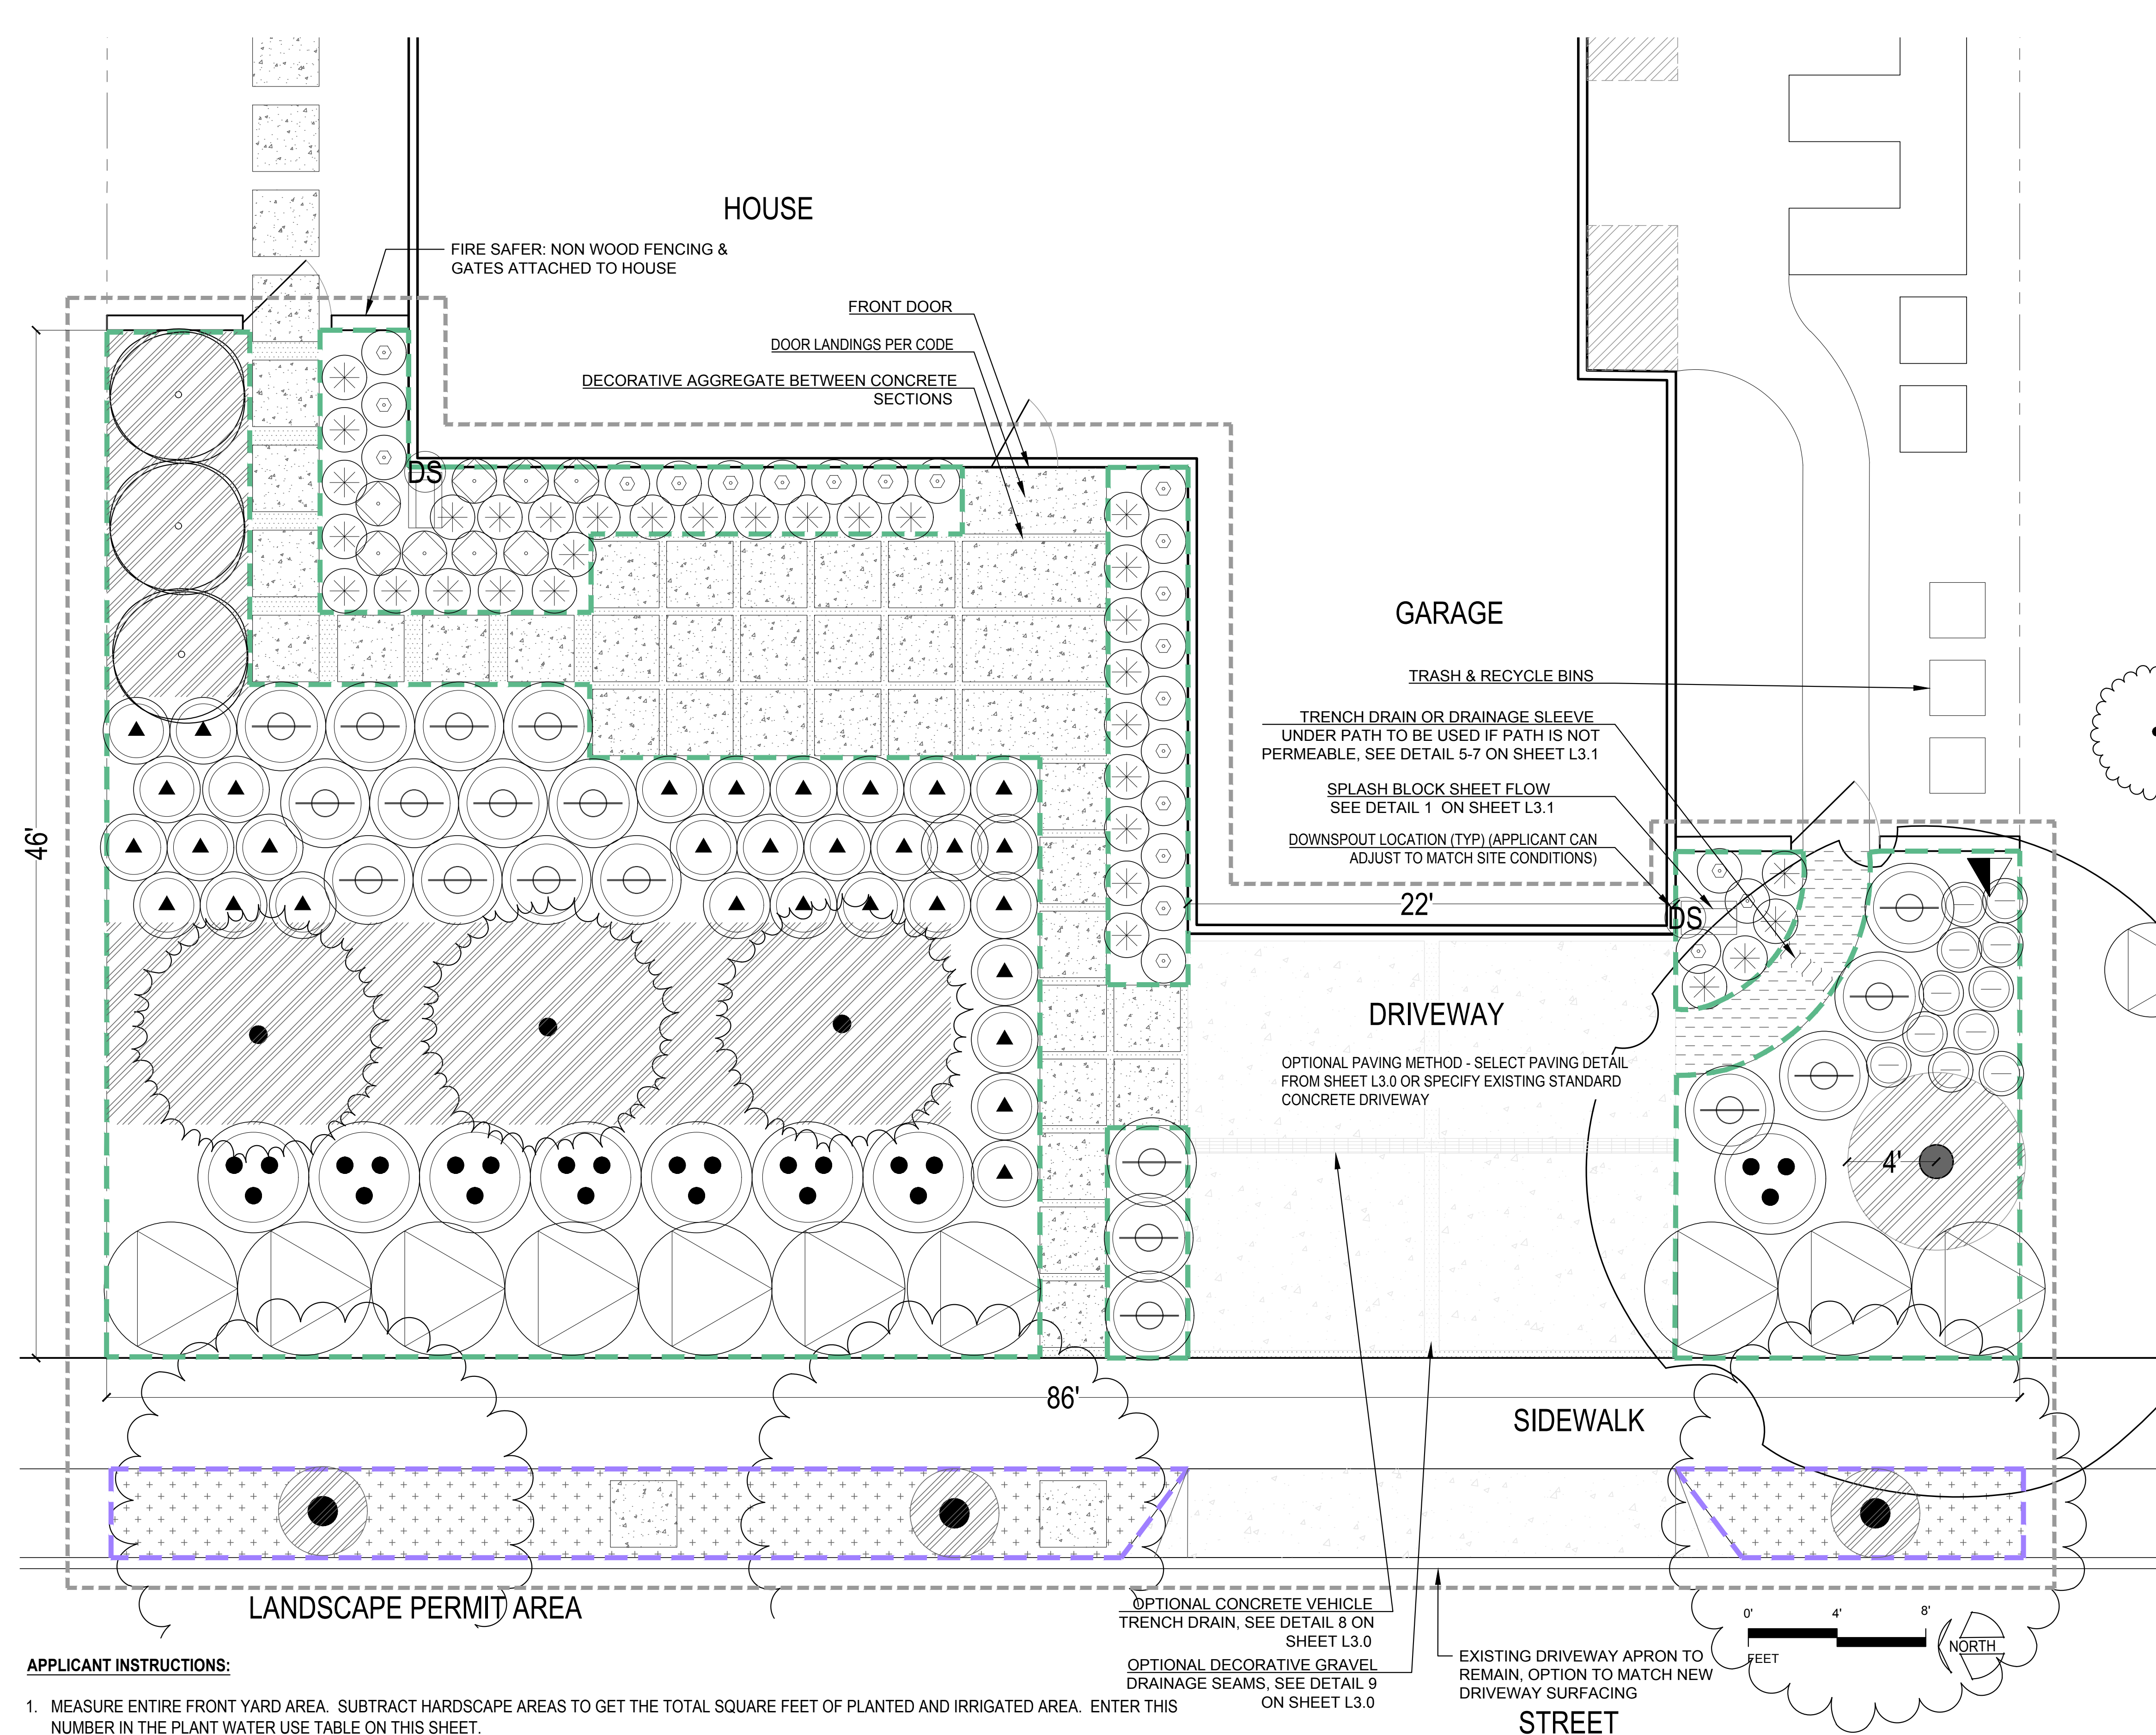 HOUSE
FIRE SAFER: NON WOOD FENCING &
GATES ATTACHED TO HOUSE
FRONT DOOR
DOOR LANDINGS PER CODE
DECORATIVE AGGREGATE BETWEEN CONCRETE
SECTIONS
DS
GARAGE
TRASH & RECYCLE BINS
TRENCH DRAIN OR DRAINAGE SLEEVE
UNDER PATH TO BE USED IF PATH IS NOT
PERMEABLE, SEE DETAIL 5-7 ON SHEET L3.1
SPLASH BLOCK SHEET FLOW
SEE DETAIL 1 ON SHEET L3.1
DOWNSPOUT LOCATION (TYP) (APPLICANT CAN
ADJUST TO MATCH SITE CONDITIONS)
46'
22'
DS
DRIVEWAY
OPTIONAL PAVING METHOD - SELECT PAVING DETAIL
FROM SHEET L3.0 OR SPECIFY EXISTING STANDARD
CONCRETE DRIVEWAY
4'
86'
SIDEWALK
LANDSCAPE PERMIT AREA
OPTIONAL CONCRETE VEHICLE
TRENCH DRAIN, SEE DETAIL 8 ON
SHEET L3.0
OPTIONAL DECORATIVE GRAVEL
DRAINAGE SEAMS, SEE DETAIL 9
ON SHEET L3.0
EXISTING DRIVEWAY APRON TO
REMAIN, OPTION TO MATCH NEW
DRIVEWAY SURFACING
0' 4' 8'
FEET
NORTH
STREET
APPLICANT INSTRUCTIONS:
1. MEASURE ENTIRE FRONT YARD AREA. SUBTRACT HARDSCAPE AREAS TO GET THE TOTAL SQUARE FEET OF PLANTED AND IRRIGATED AREA. ENTER THIS
NUMBER IN THE PLANT WATER USE TABLE ON THIS SHEET.